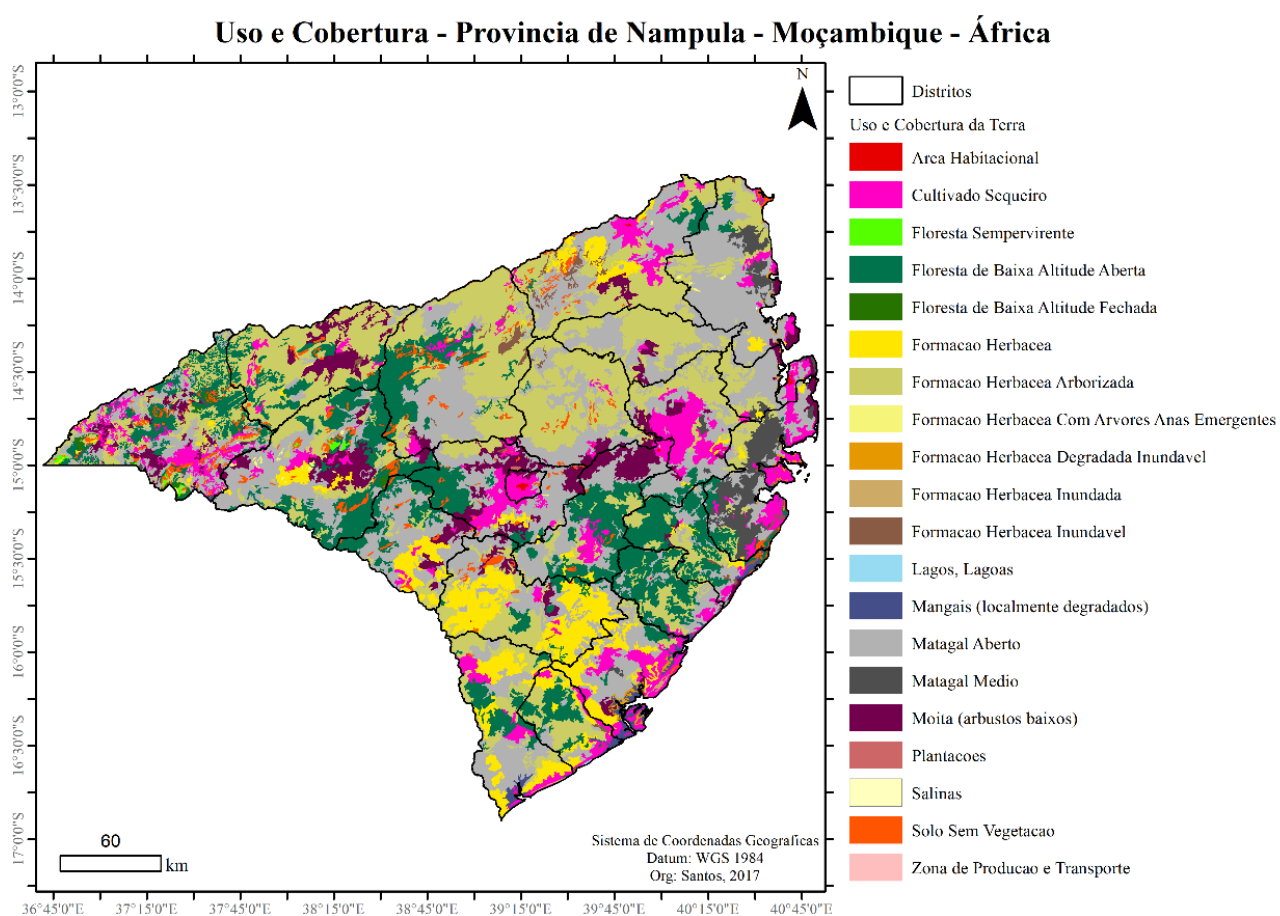 Uso e Cobertura - Provincia de Nampula - Moçambique - África
N
13°0'0"S
13°30'0"S
14°0'0"S
14°30'0"S
15°0'0"S
15°30'0"S
16°0'0"S
16°30'0"S
17°0'0"S
60
km
Sistema de Coordenadas Geograficas
Datum: WGS 1984
Org: Santos, 2017
36°45'0"E
37°15'0"E
37°45'0"E
38°15'0"E
38°45'0"E
39°15'0"E
39°45'0"E
40°15'0"E
40°45'0"E
Distritos
Uso e Cobertura da Terra
Area Habitacional
Cultivado Sequeiro
Floresta Sempervirente
Floresta de Baixa Altitude Aberta
Floresta de Baixa Altitude Fechada
Formacao Herbacea
Formacao Herbacea Arborizada
Formacao Herbacea Com Arvores Anas Emergentes
Formacao Herbacea Degradada Inundavel
Formacao Herbacea Inundada
Formacao Herbacea Inundavel
Lagos, Lagoas
Mangais (localmente degradados)
Matagal Aberto
Matagal Medio
Moita (arbustos baixos)
Plantacoes
Salinas
Solo Sem Vegetacao
Zona de Producao e Transporte